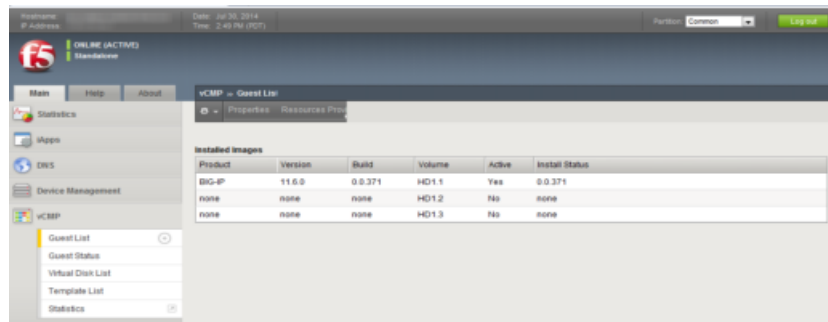 Hostname:
IP Address:
Date: Jul 30, 2014
Time: 2:49 PM (PDT)
Partition: Common
Log out
f5
ONLINE (ACTIVE)
Standalone
Main Help About
vCMP » Guest List
Properties Resources Prov
Statistics
iApps
DNS
Device Management
vCMP
Guest List
Guest Status
Virtual Disk List
Template List
Statistics
Installed Images
Product Version Build Volume Active Install Status
BIG-IP 11.6.0 0.0.371 HD1.1 Yes 0.0.371
none none none HD1.2 No none
none none none HD1.3 No none